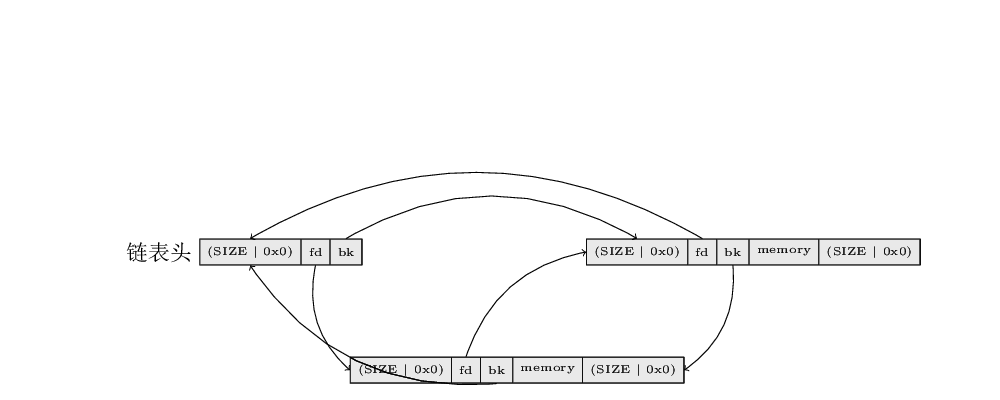 链表头 (SIZE | 0x0) fd bk (SIZE | 0x0) fd bk memory (SIZE | 0x0)
(SIZE | 0x0) fd bk memory (SIZE | 0x0)